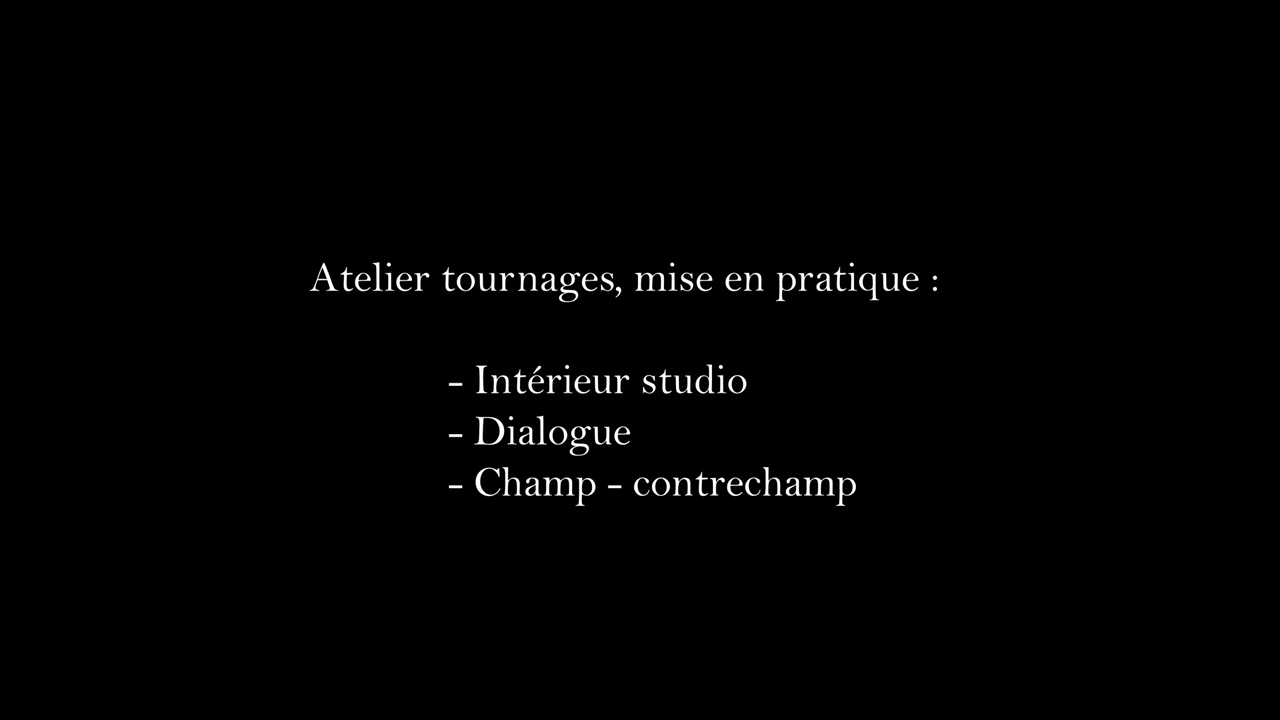 Atelier tournages, mise en pratique :
- Intérieur studio
- Dialogue
- Champ - contrechamp